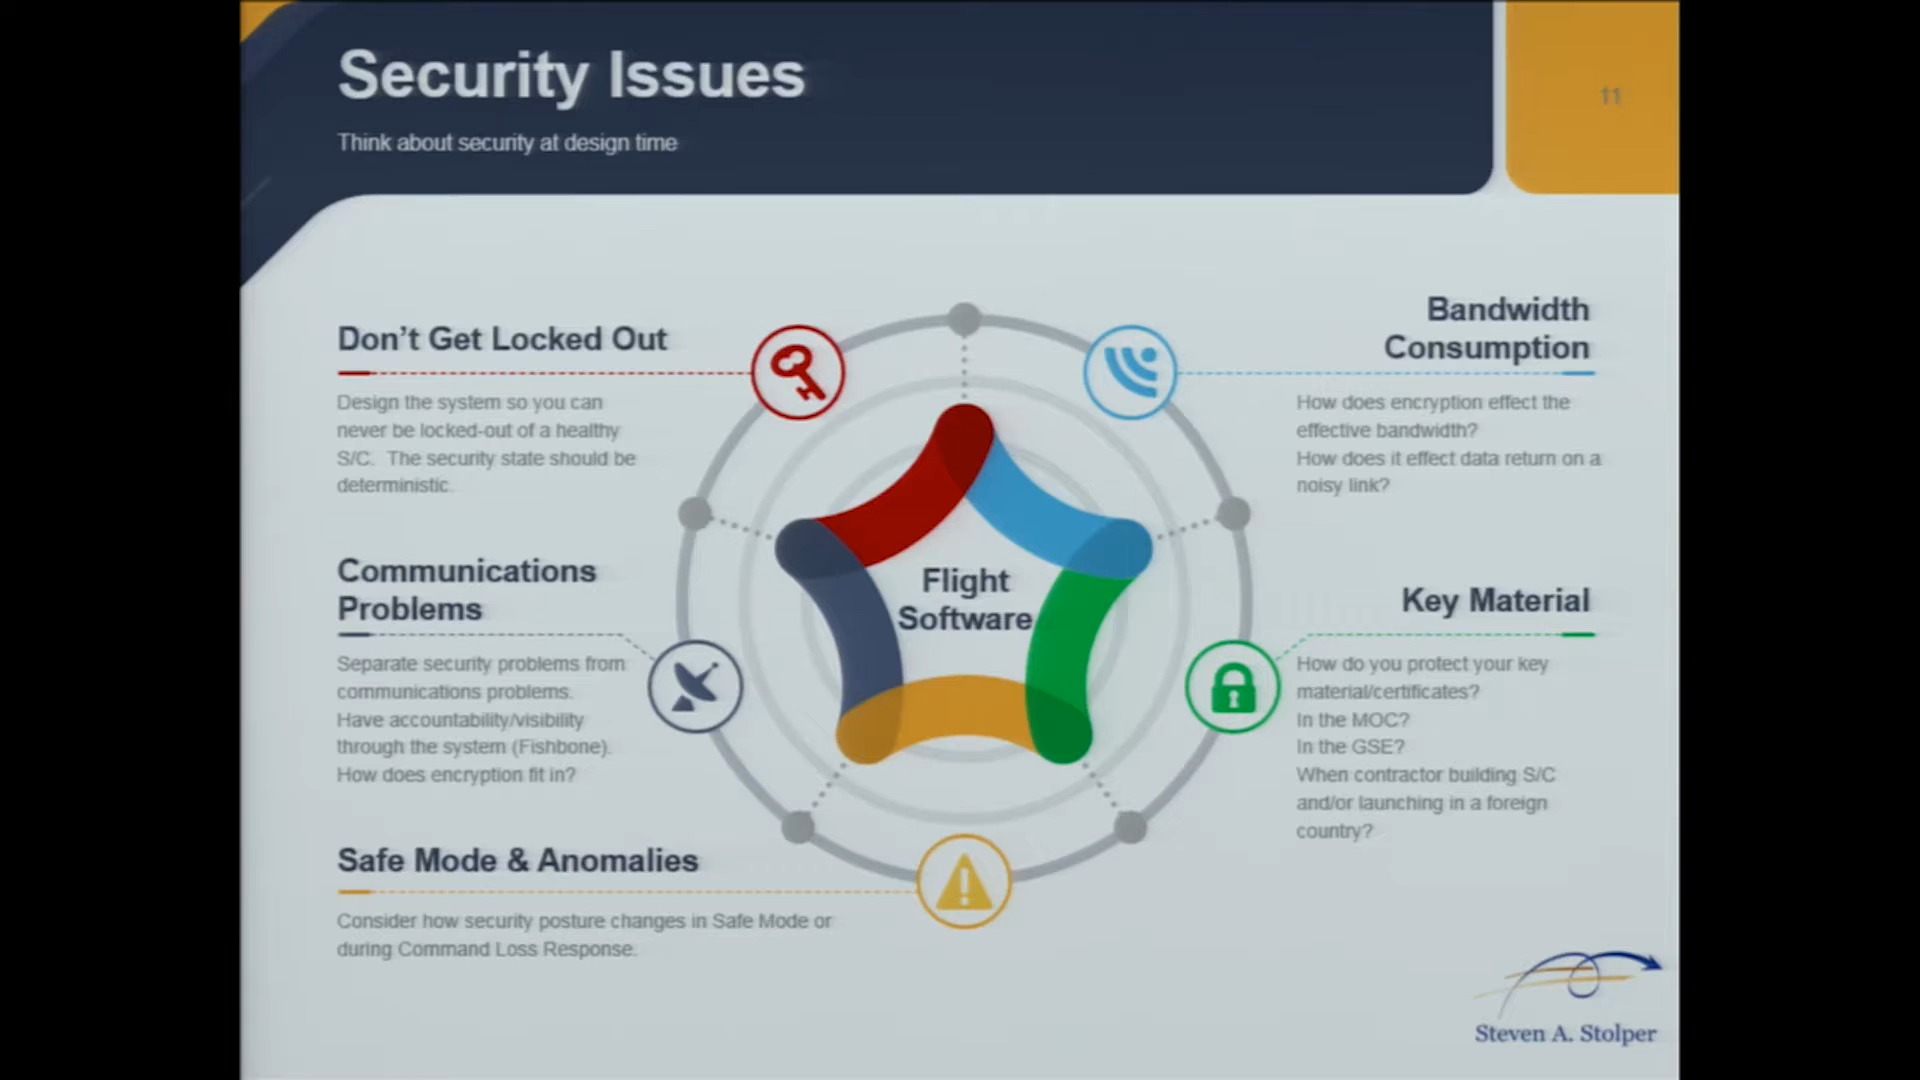 Security Issues
Think about security at design time
11
Don't Get Locked Out
Design the system so you can
never be locked-out of a healthy
S/C. The security state should be
deterministic.
Communications
Problems
Separate security problems from
communications problems.
Have accountability/visibility
through the system (Fishbone).
How does encryption fit in?
Safe Mode & Anomalies
Consider how security posture changes in Safe Mode or
during Command Loss Response.
Flight
Software
Bandwidth
Consumption
How does encryption effect the
effective bandwidth?
How does it effect data return on a
noisy link?
Key Material
How do you protect your key
material/certificates?
In the MOC?
In the GSE?
When contractor building S/C
and/or launching in a foreign
country?
Steven A. Stolper